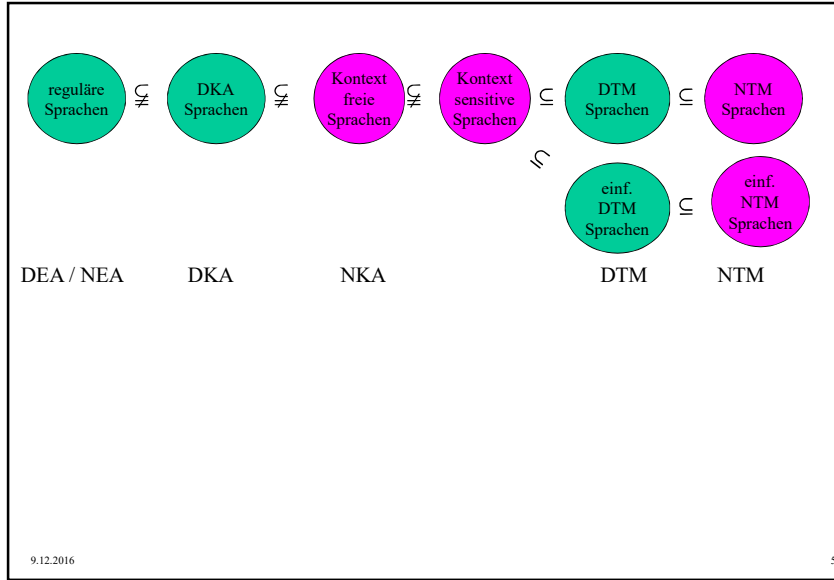 reguläre
Sprachen
⊊
DKA
Sprachen
⊊
Kontext
freie
Sprachen
⊊
Kontext
sensitive
Sprachen
⊆
DTM
Sprachen
⊆
NTM
Sprachen
⊆
einf.
DTM
Sprachen
⊆
einf.
NTM
Sprachen
DEA / NEA DKA NKA DTM NTM
9.12.2016